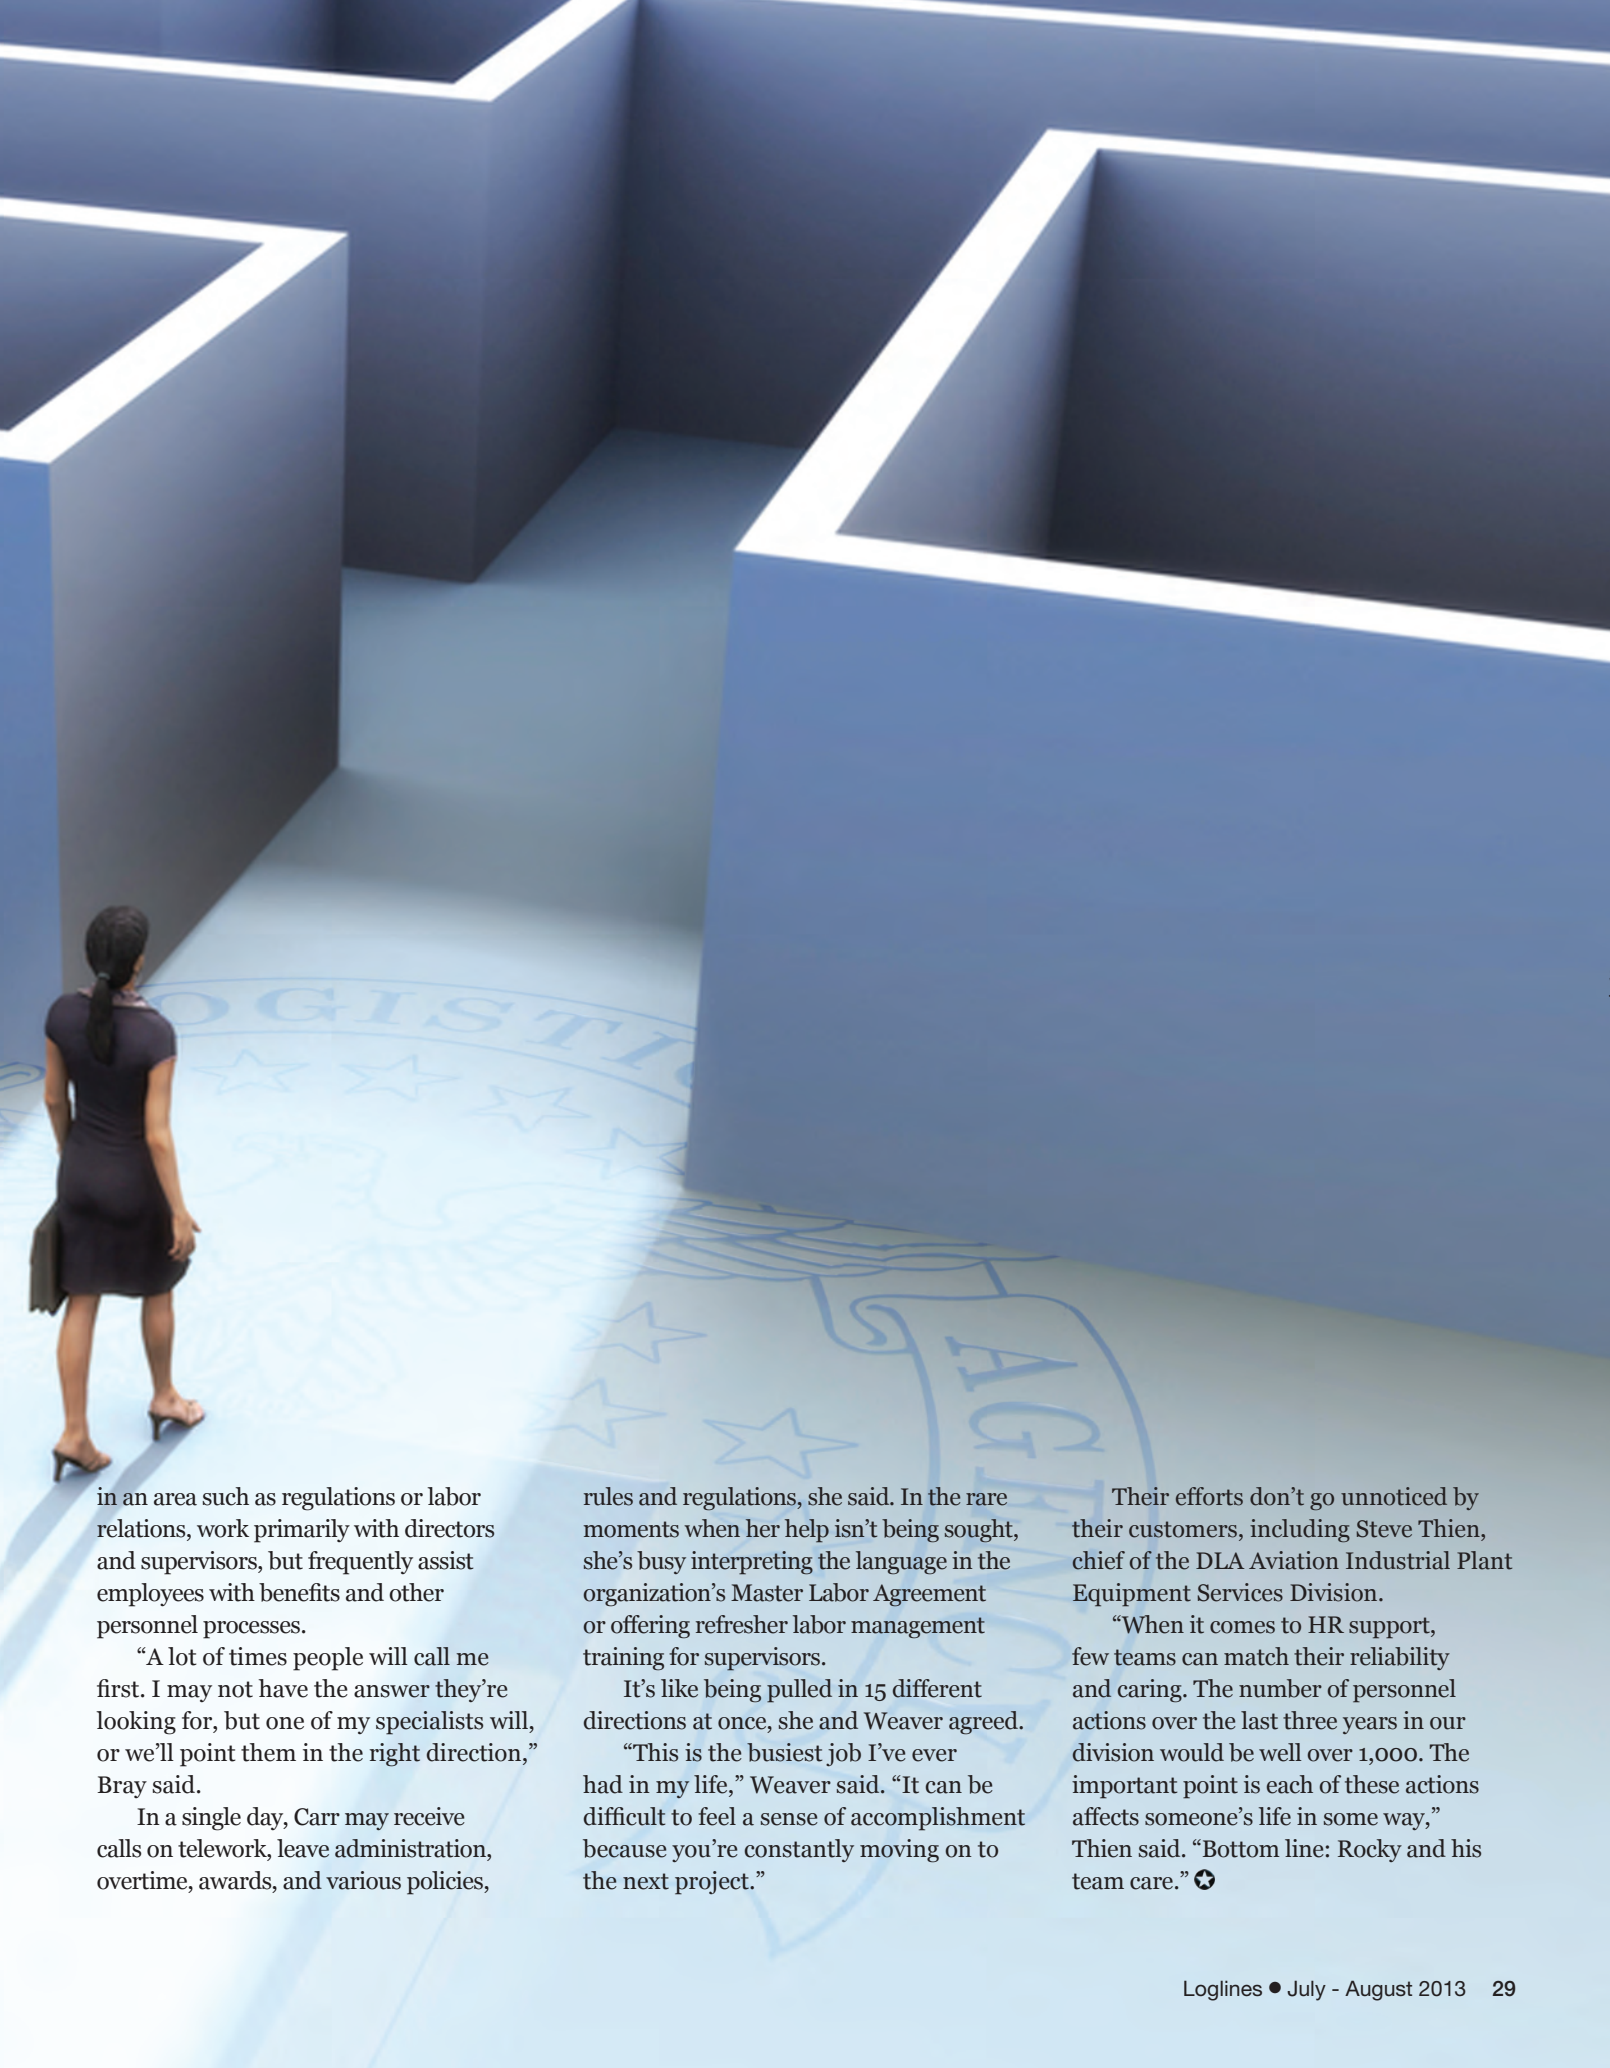 OGISTIC
AGENCY
in an area such as regulations or labor
relations, work primarily with directors
and supervisors, but frequently assist
employees with benefits and other
personnel processes.
“A lot of times people will call me
first. I may not have the answer they’re
looking for, but one of my specialists will,
or we’ll point them in the right direction,”
Bray said.
In a single day, Carr may receive
calls on telework, leave administration,
overtime, awards, and various policies,
rules and regulations, she said. In the rare
moments when her help isn’t being sought,
she’s busy interpreting the language in the
organization’s Master Labor Agreement
or offering refresher labor management
training for supervisors.
It’s like being pulled in 15 different
directions at once, she and Weaver agreed.
“This is the busiest job I’ve ever
had in my life,” Weaver said. “It can be
difficult to feel a sense of accomplishment
because you’re constantly moving on to
the next project.”
Their efforts don’t go unnoticed by
their customers, including Steve Thien,
chief of the DLA Aviation Industrial Plant
Equipment Services Division.
“When it comes to HR support,
few teams can match their reliability
and caring. The number of personnel
actions over the last three years in our
division would be well over 1,000. The
important point is each of these actions
affects someone’s life in some way,”
Thien said. “Bottom line: Rocky and his
team care.”
Loglines ● July - August 2013 29